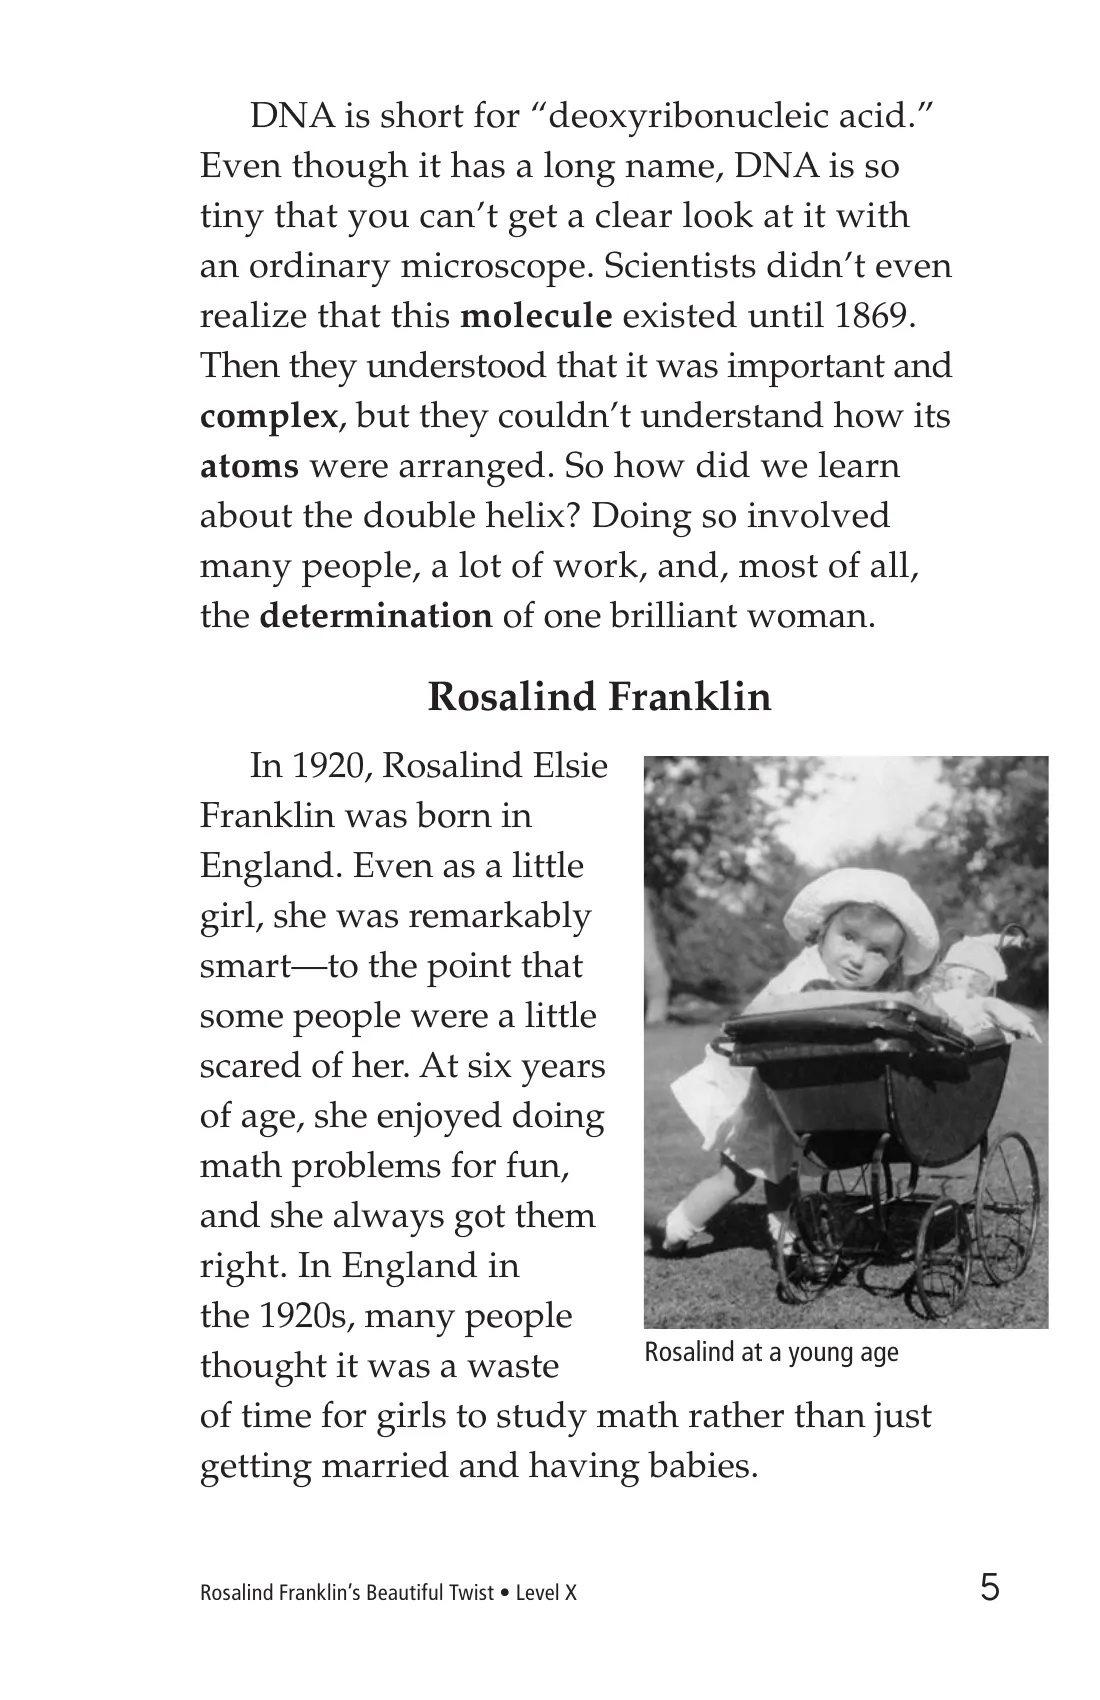 DNA is short for “deoxyribonucleic acid.”
Even though it has a long name, DNA is so
tiny that you can’t get a clear look at it with
an ordinary microscope. Scientists didn’t even
realize that this molecule existed until 1869.
Then they understood that it was important and
complex, but they couldn’t understand how its
atoms were arranged. So how did we learn
about the double helix? Doing so involved
many people, a lot of work, and, most of all,
the determination of one brilliant woman.
Rosalind Franklin
In 1920, Rosalind Elsie
Franklin was born in
England. Even as a little
girl, she was remarkably
smart—to the point that
some people were a little
scared of her. At six years
of age, she enjoyed doing
math problems for fun,
and she always got them
right. In England in
the 1920s, many people
thought it was a waste
of time for girls to study math rather than just
getting married and having babies.
Rosalind at a young age
Rosalind Franklin’s Beautiful Twist • Level X
5